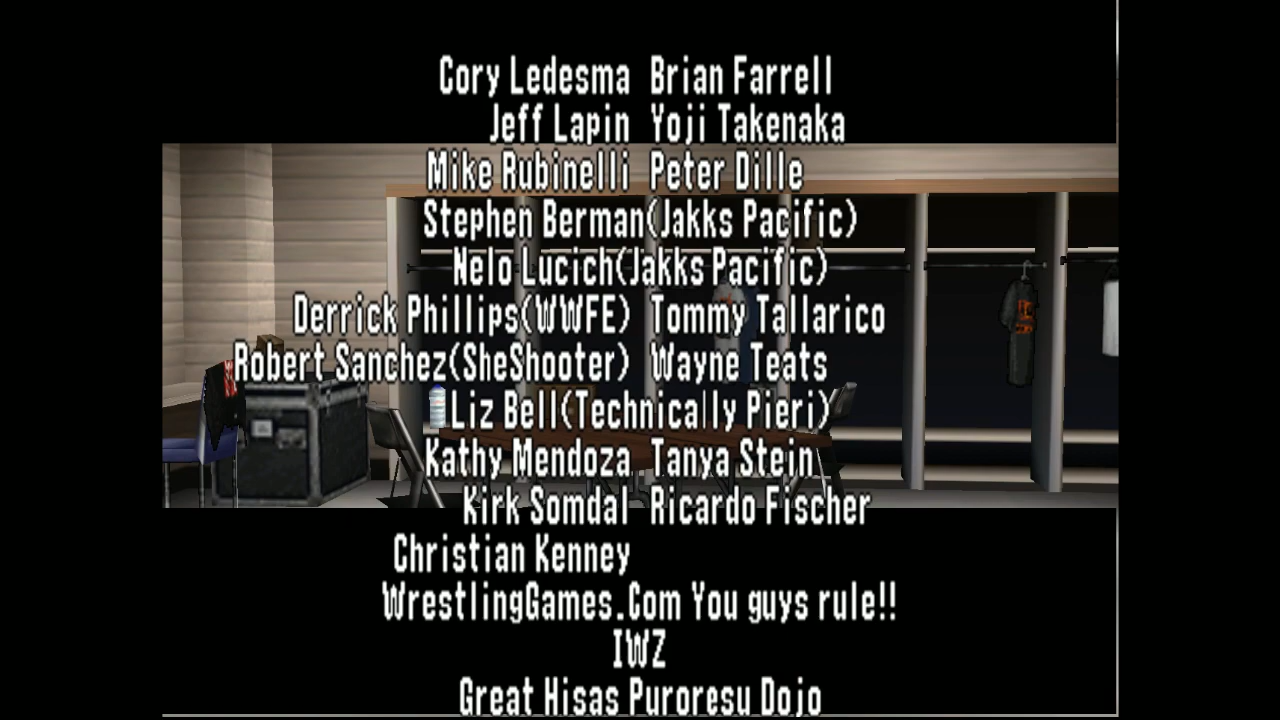 Cory Ledesma Brian Farrell
Jeff Lapin Yoji Takenaka
Mike Rubinelli Peter Dille
Stephen Berman(Jakks Pacific)
Nelo Lucich(Jakks Pacific)
Derrick Phillips(WWFE) Tommy Tallarico
Robert Sanchez(SheShooter) Wayne Teats
Liz Bell(Technically Pieri)
Kathy Mendoza Tanya Stein
Kirk Somdal Ricardo Fischer
Christian Kenney
WrestlingGames.Com You guys rule!!
IWZ
Great Hisas Puroresu Dojo